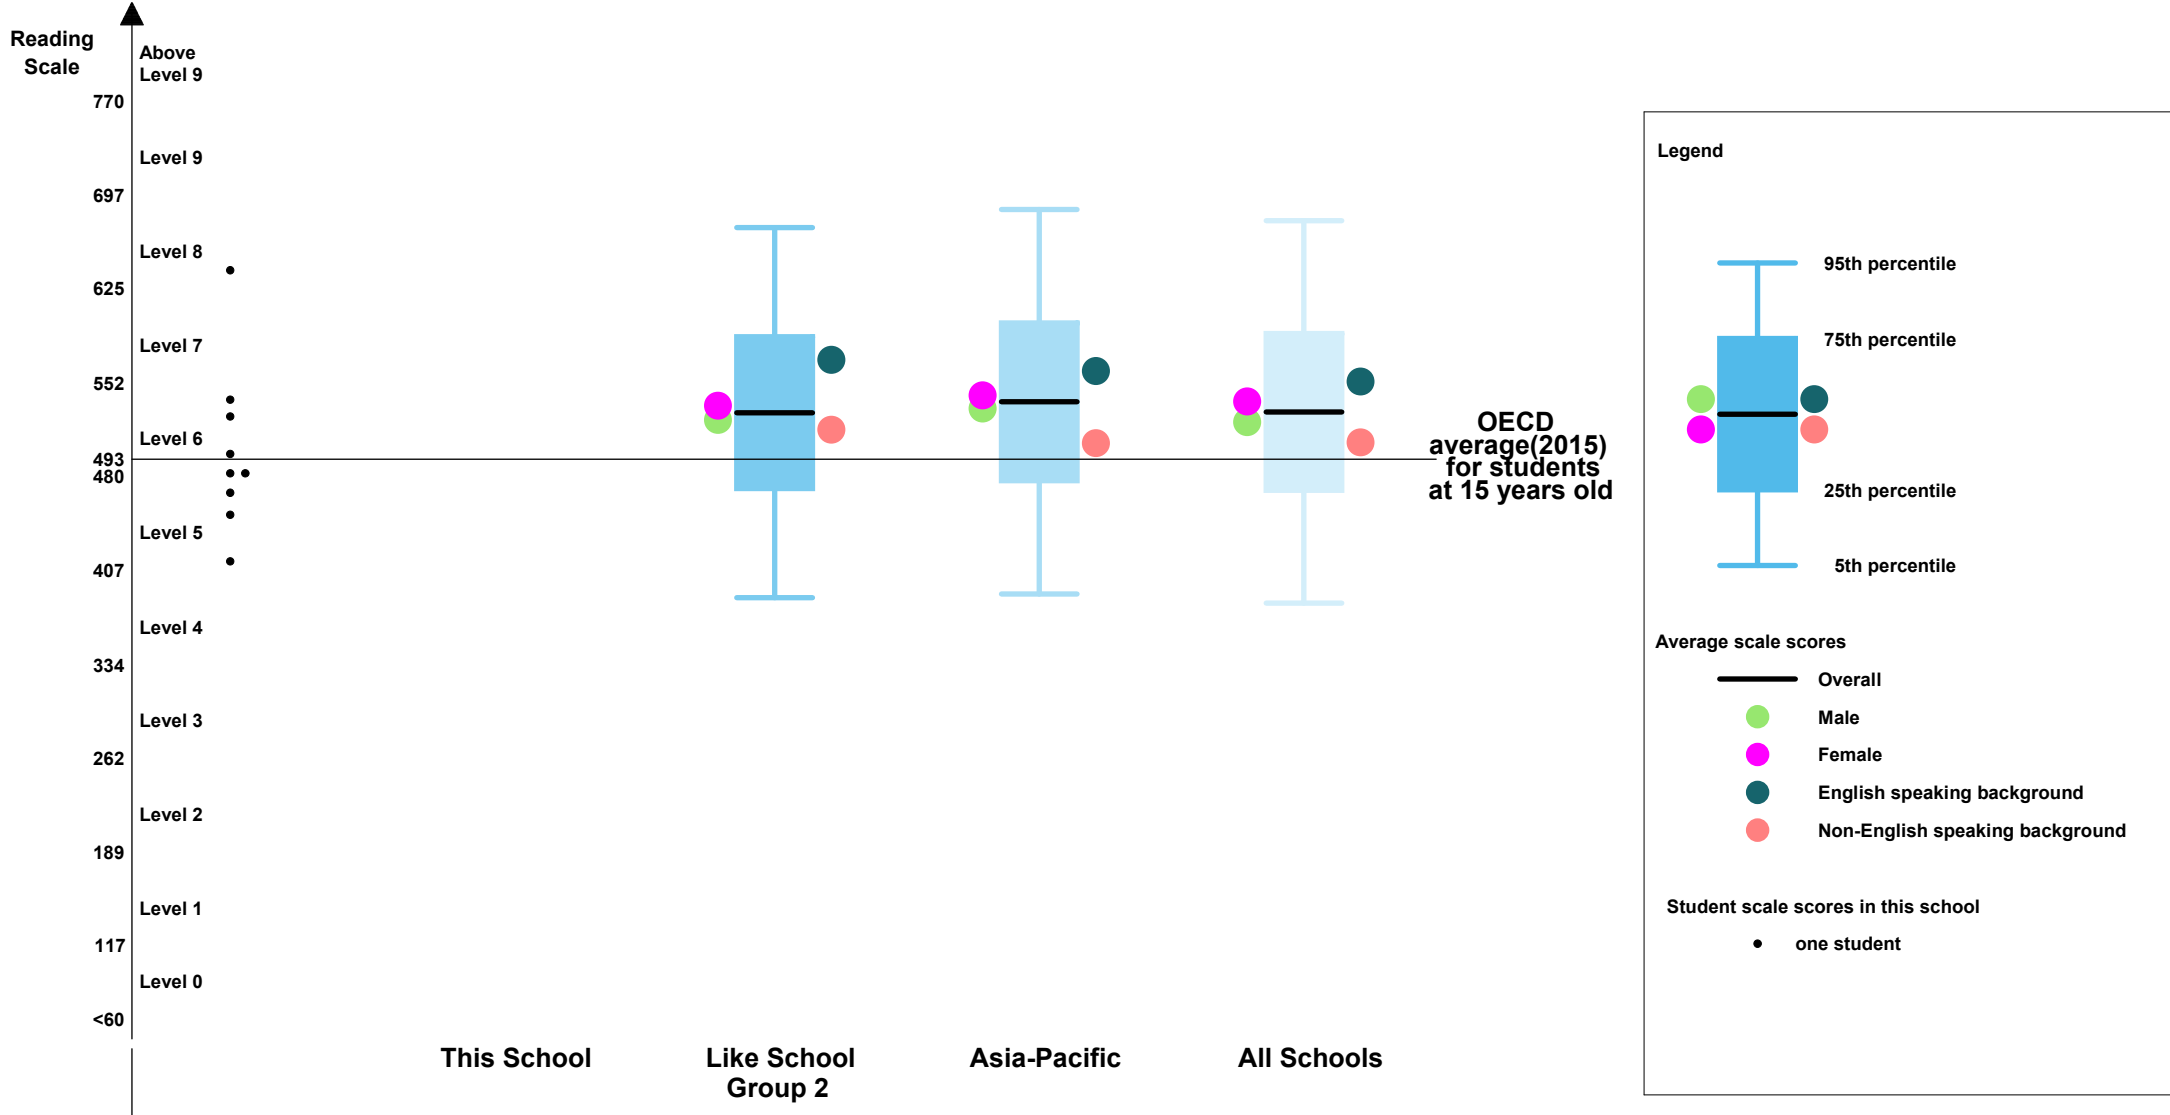 Reading
Scale
Above
Level 9
770
Level 9
697
Level 8
625
Level 7
552
Level 6
493
480
Level 5
407
Level 4
334
Level 3
262
Level 2
189
Level 1
117
Level 0
<60
OECD
average(2015)
for students
at 15 years old
This School
Like School
Group 2
Asia-Pacific
All Schools
Legend
95th percentile
75th percentile
25th percentile
5th percentile
Average scale scores
Overall
Male
Female
English speaking background
Non-English speaking background
Student scale scores in this school
one student